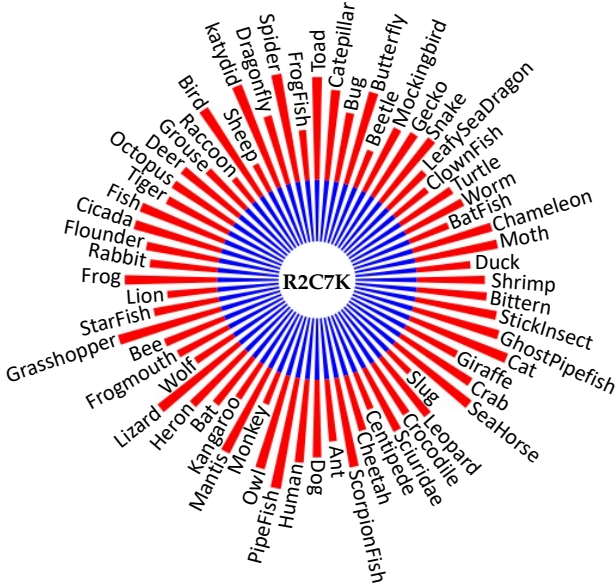 Toad
Catepillar
Bug
Butterfly
Beetle
Mockingbird
Gecko
Snake
LeafySeaDragon
ClownFish
Turtle
Worm
BatFish
Chameleon
Moth
Duck
Shrimp
Bittern
StickInsect
GhostPipefish
Cat
Giraffe
Crab
SeaHorse
Slug
Leopard
Crocodile
Sciuridae
Centipede
Cheetah
ScorpionFish
Ant
Dog
Human
PipeFish
Owl
Monkey
Mantis
Kangaroo
Bat
Heron
Lizard
Wolf
Frogmouth
Bee
Grasshopper
StarFish
Lion
Frog
Rabbit
Flounder
Cicada
Fish
Tiger
Octopus
Deer
Grouse
Raccoon
Bird
Sheep
katydid
Dragonfly
Spider
FrogFish
R2C7K